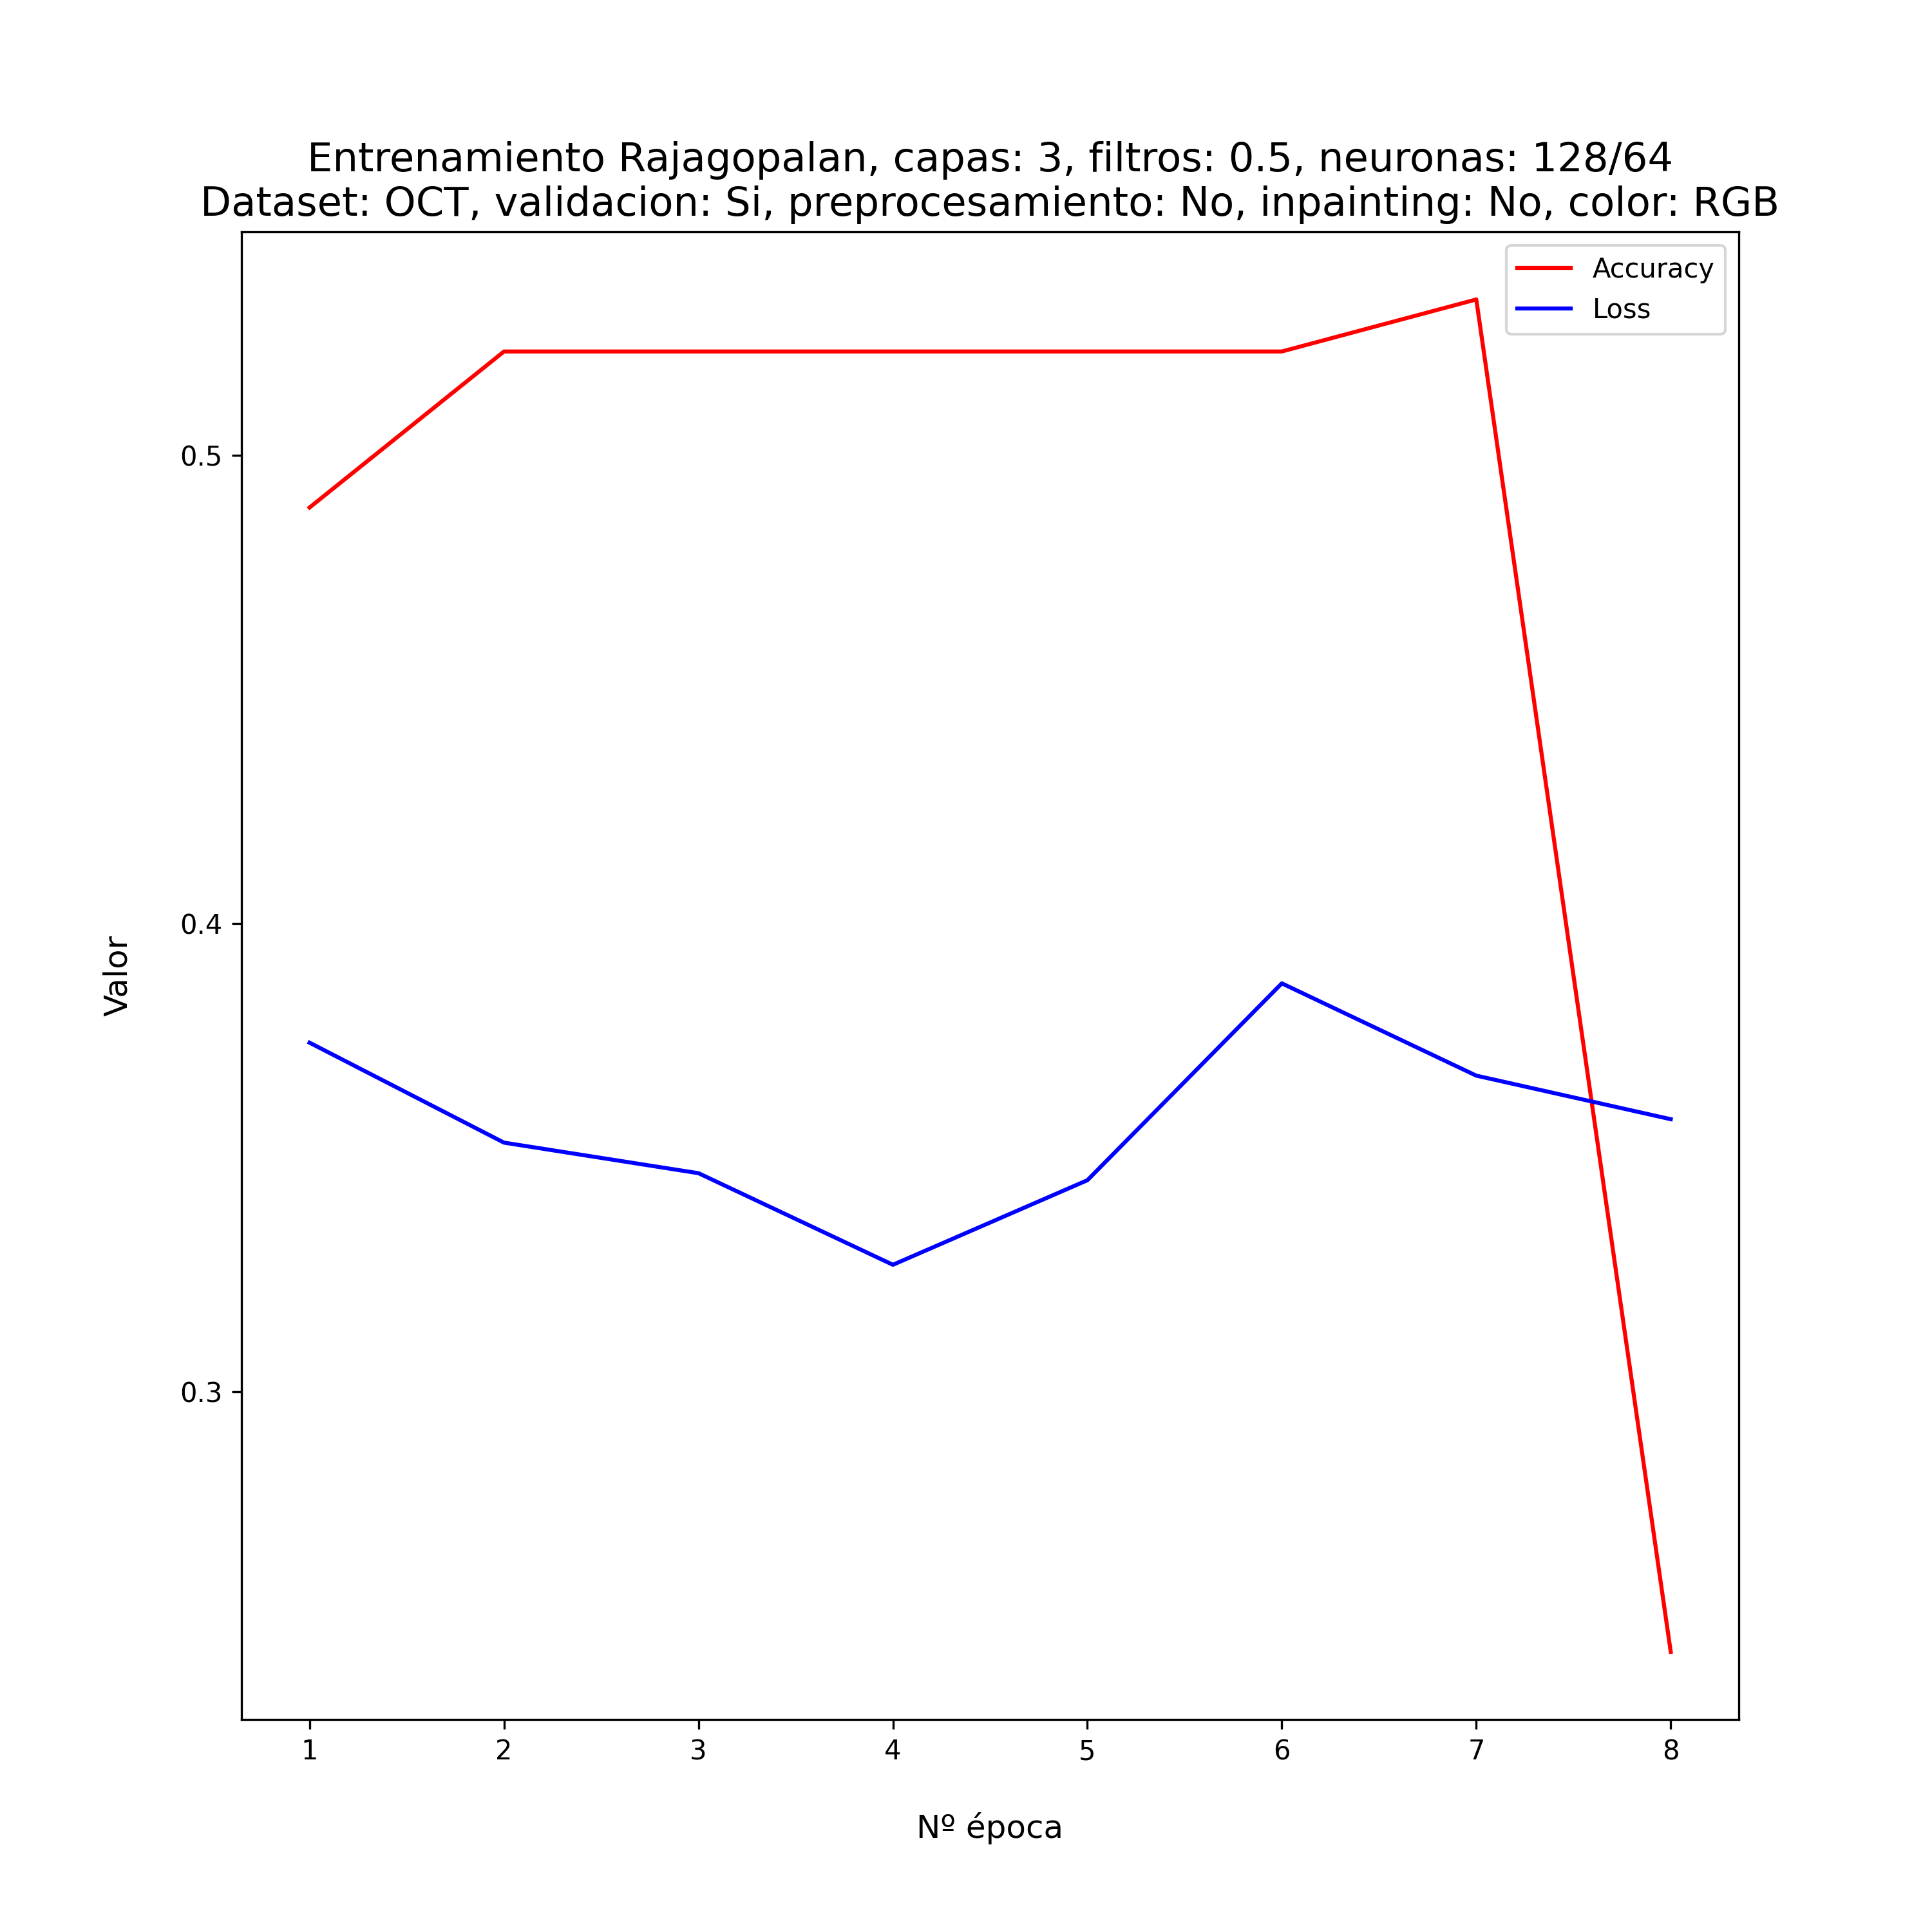 Entrenamiento Rajagopalan, capas: 3, filtros: 0.5, neuronas: 128/64
Dataset: OCT, validacion: Si, preprocesamiento: No, inpainting: No, color: RGB
Accuracy
Loss
0.5
0.4
0.3
Valor
1 2 3 4 5 6 7 8
Nº época